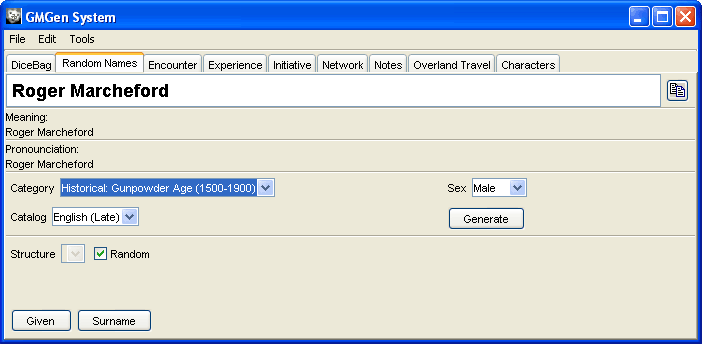 GMGen System
File Edit Tools
DiceBag Random Names Encounter Experience Initiative Network Notes Overland Travel Characters
Roger Marcheford
Meaning:
Roger Marcheford
Pronounciation:
Roger Marcheford
Category Historical: Gunpowder Age (1500-1900) Sex Male
Catalog English (Late) Generate
Structure Random
Given Surname